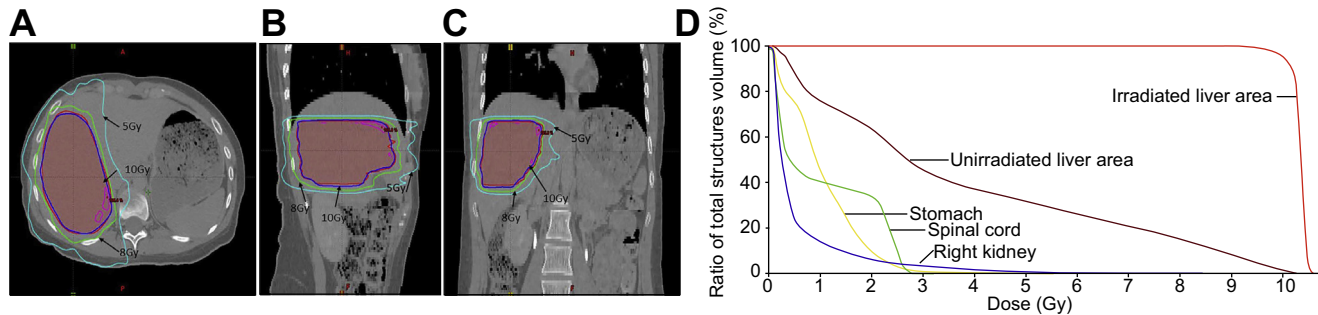 A
B
C
D
H
A
H
H
5Gy
10Gy
8Gy
P
5Gy
8Gy
10Gy
P
5Gy
8Gy
10Gy
P
Ratio of total structures volume (%)
100
80
60
40
20
0
0
1
2
3
4
5
6
7
8
9
10
Dose (Gy)
Irradiated liver area
Unirradiated liver area
Stomach
Spinal cord
Right kidney